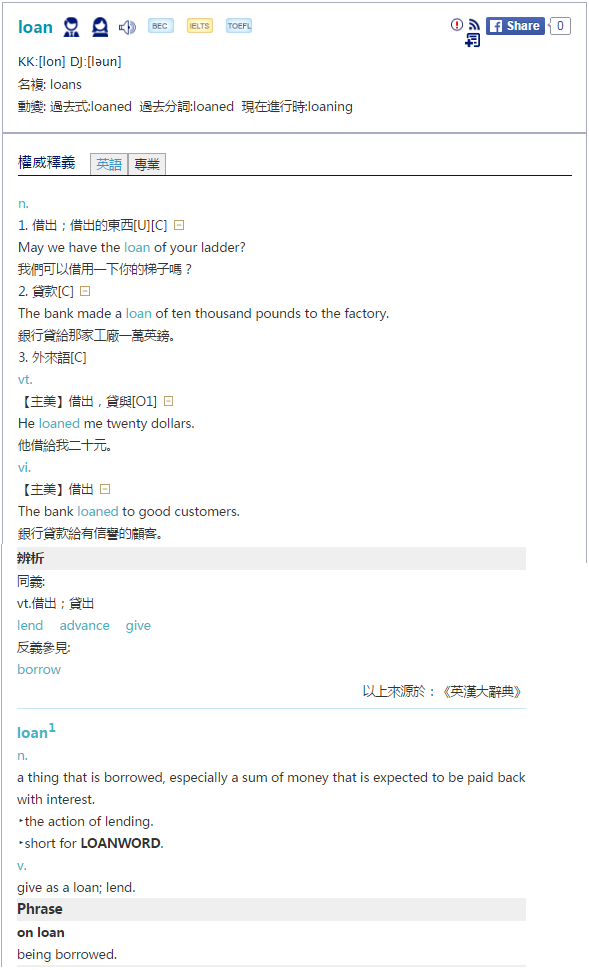 loan BEC IELTS TOEFL Share 0
KK:[lon] DJ:[ləun]
名複: loans
動變: 過去式:loaned 過去分詞:loaned 現在進行時:loaning
權威釋義 英語 專業
n.
1. 借出；借出的東西[U][C]
May we have the loan of your ladder?
我們可以借用一下你的梯子嗎？
2. 貸款[C]
The bank made a loan of ten thousand pounds to the factory.
銀行貸給那家工廠一萬英鎊。
3. 外來語[C]
vt.
【主美】借出，貸與[O1]
He loaned me twenty dollars.
他借給我二十元。
vi.
【主美】借出
The bank loaned to good customers.
銀行貸款給有信譽的顧客。
辨析
同義:
vt.借出；貸出
lend advance give
反義參見:
borrow
以上來源於：《英漢大辭典》
loan1
n.
a thing that is borrowed, especially a sum of money that is expected to be paid back
with interest.
‣the action of lending.
‣short for LOANWORD.
v.
give as a loan; lend.
Phrase
on loan
being borrowed.